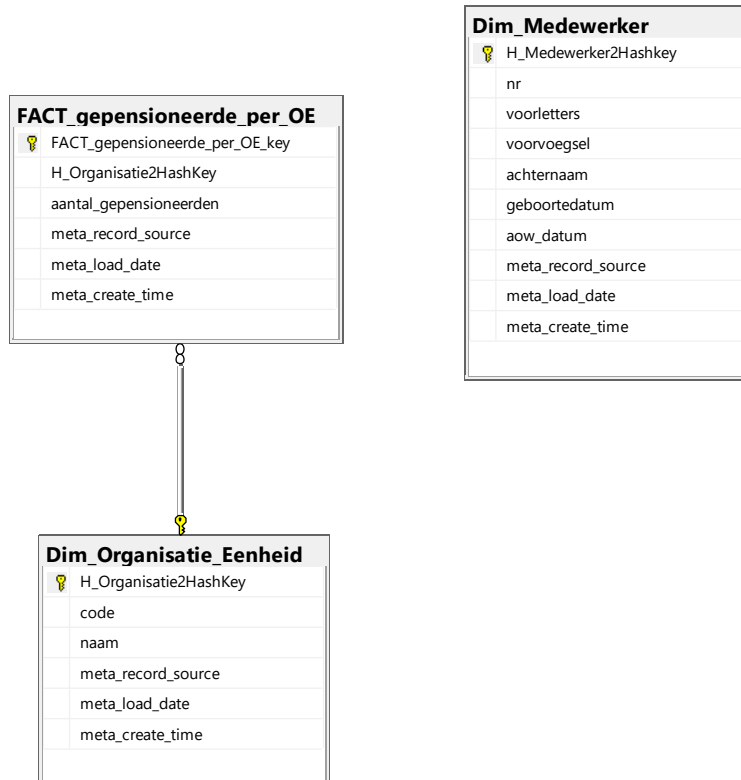 FACT_gepensioneerde_per_OE
FACT_gepensioneerde_per_OE_key
H_Organisatie2HashKey
aantal_gepensioneerden
meta_record_source
meta_load_date
meta_create_time
Dim_Medewerker
H_Medewerker2Hashkey
nr
voorletters
voorvoegsel
achternaam
geboortedatum
aow_datum
meta_record_source
meta_load_date
meta_create_time
Dim_Organisatie_Eenheid
H_Organisatie2HashKey
code
naam
meta_record_source
meta_load_date
meta_create_time